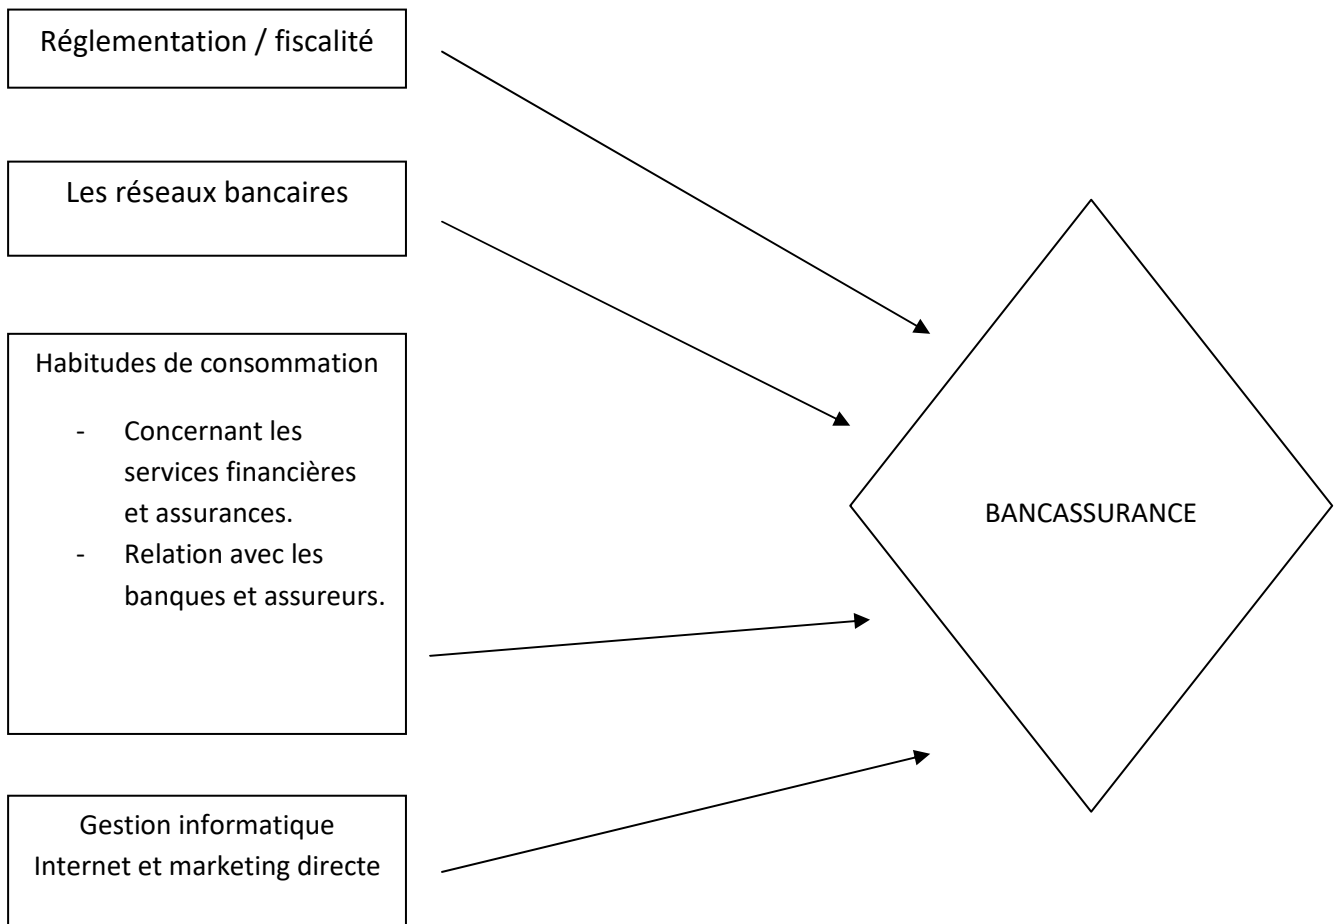 Réglementation / fiscalité
Les réseaux bancaires
Habitudes de consommation
- Concernant les
services financières
et assurances.
- Relation avec les
banques et assureurs.
BANCASSURANCE
Gestion informatique
Internet et marketing directe